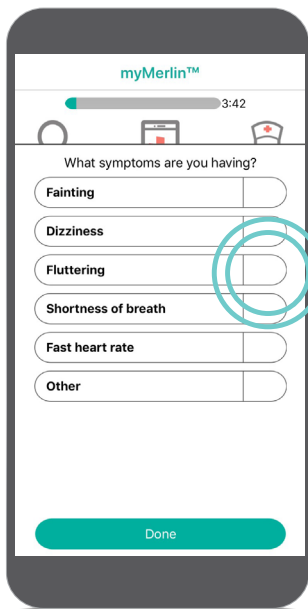 myMerlin™
3:42
What symptoms are you having?
Fainting
Dizziness
Fluttering
Shortness of breath
Fast heart rate
Other
Done